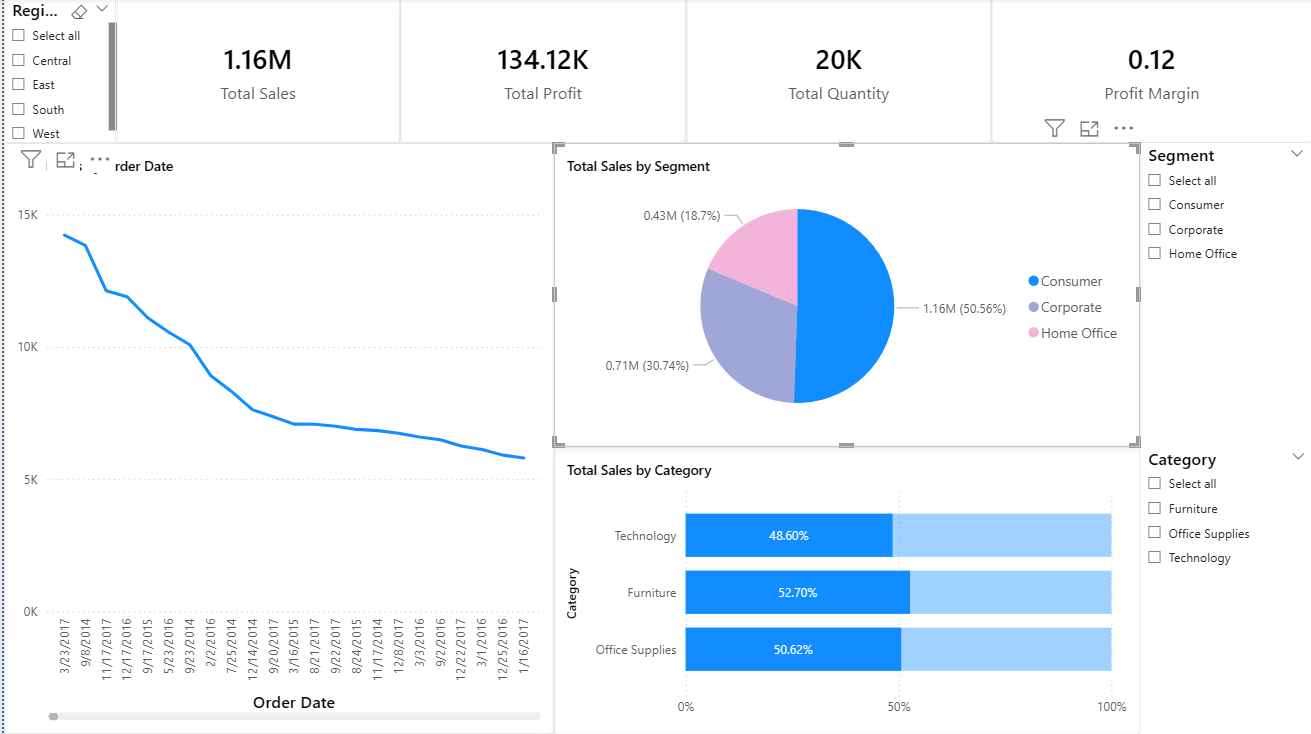 Regi...
Select all
Central
East
South
West
1.16M
Total Sales
134.12K
Total Profit
20K
Total Quantity
0.12
Profit Margin
rder Date
15K
10K
5K
0K
3/23/2017
9/8/2014
11/17/2017
12/17/2016
9/17/2015
5/23/2016
9/23/2014
2/2/2016
7/25/2014
12/14/2014
9/20/2017
3/16/2015
8/21/2017
9/22/2017
8/24/2015
11/17/2014
12/8/2017
3/3/2016
9/2/2016
12/22/2017
3/1/2016
12/25/2016
1/16/2017
Order Date
Total Sales by Segment
0.43M (18.7%)
0.71M (30.74%)
1.16M (50.56%)
Consumer
Corporate
Home Office
Segment
Select all
Consumer
Corporate
Home Office
Total Sales by Category
Category
Technology
48.60%
Furniture
52.70%
Office Supplies
50.62%
0%
50%
100%
Category
Select all
Furniture
Office Supplies
Technology